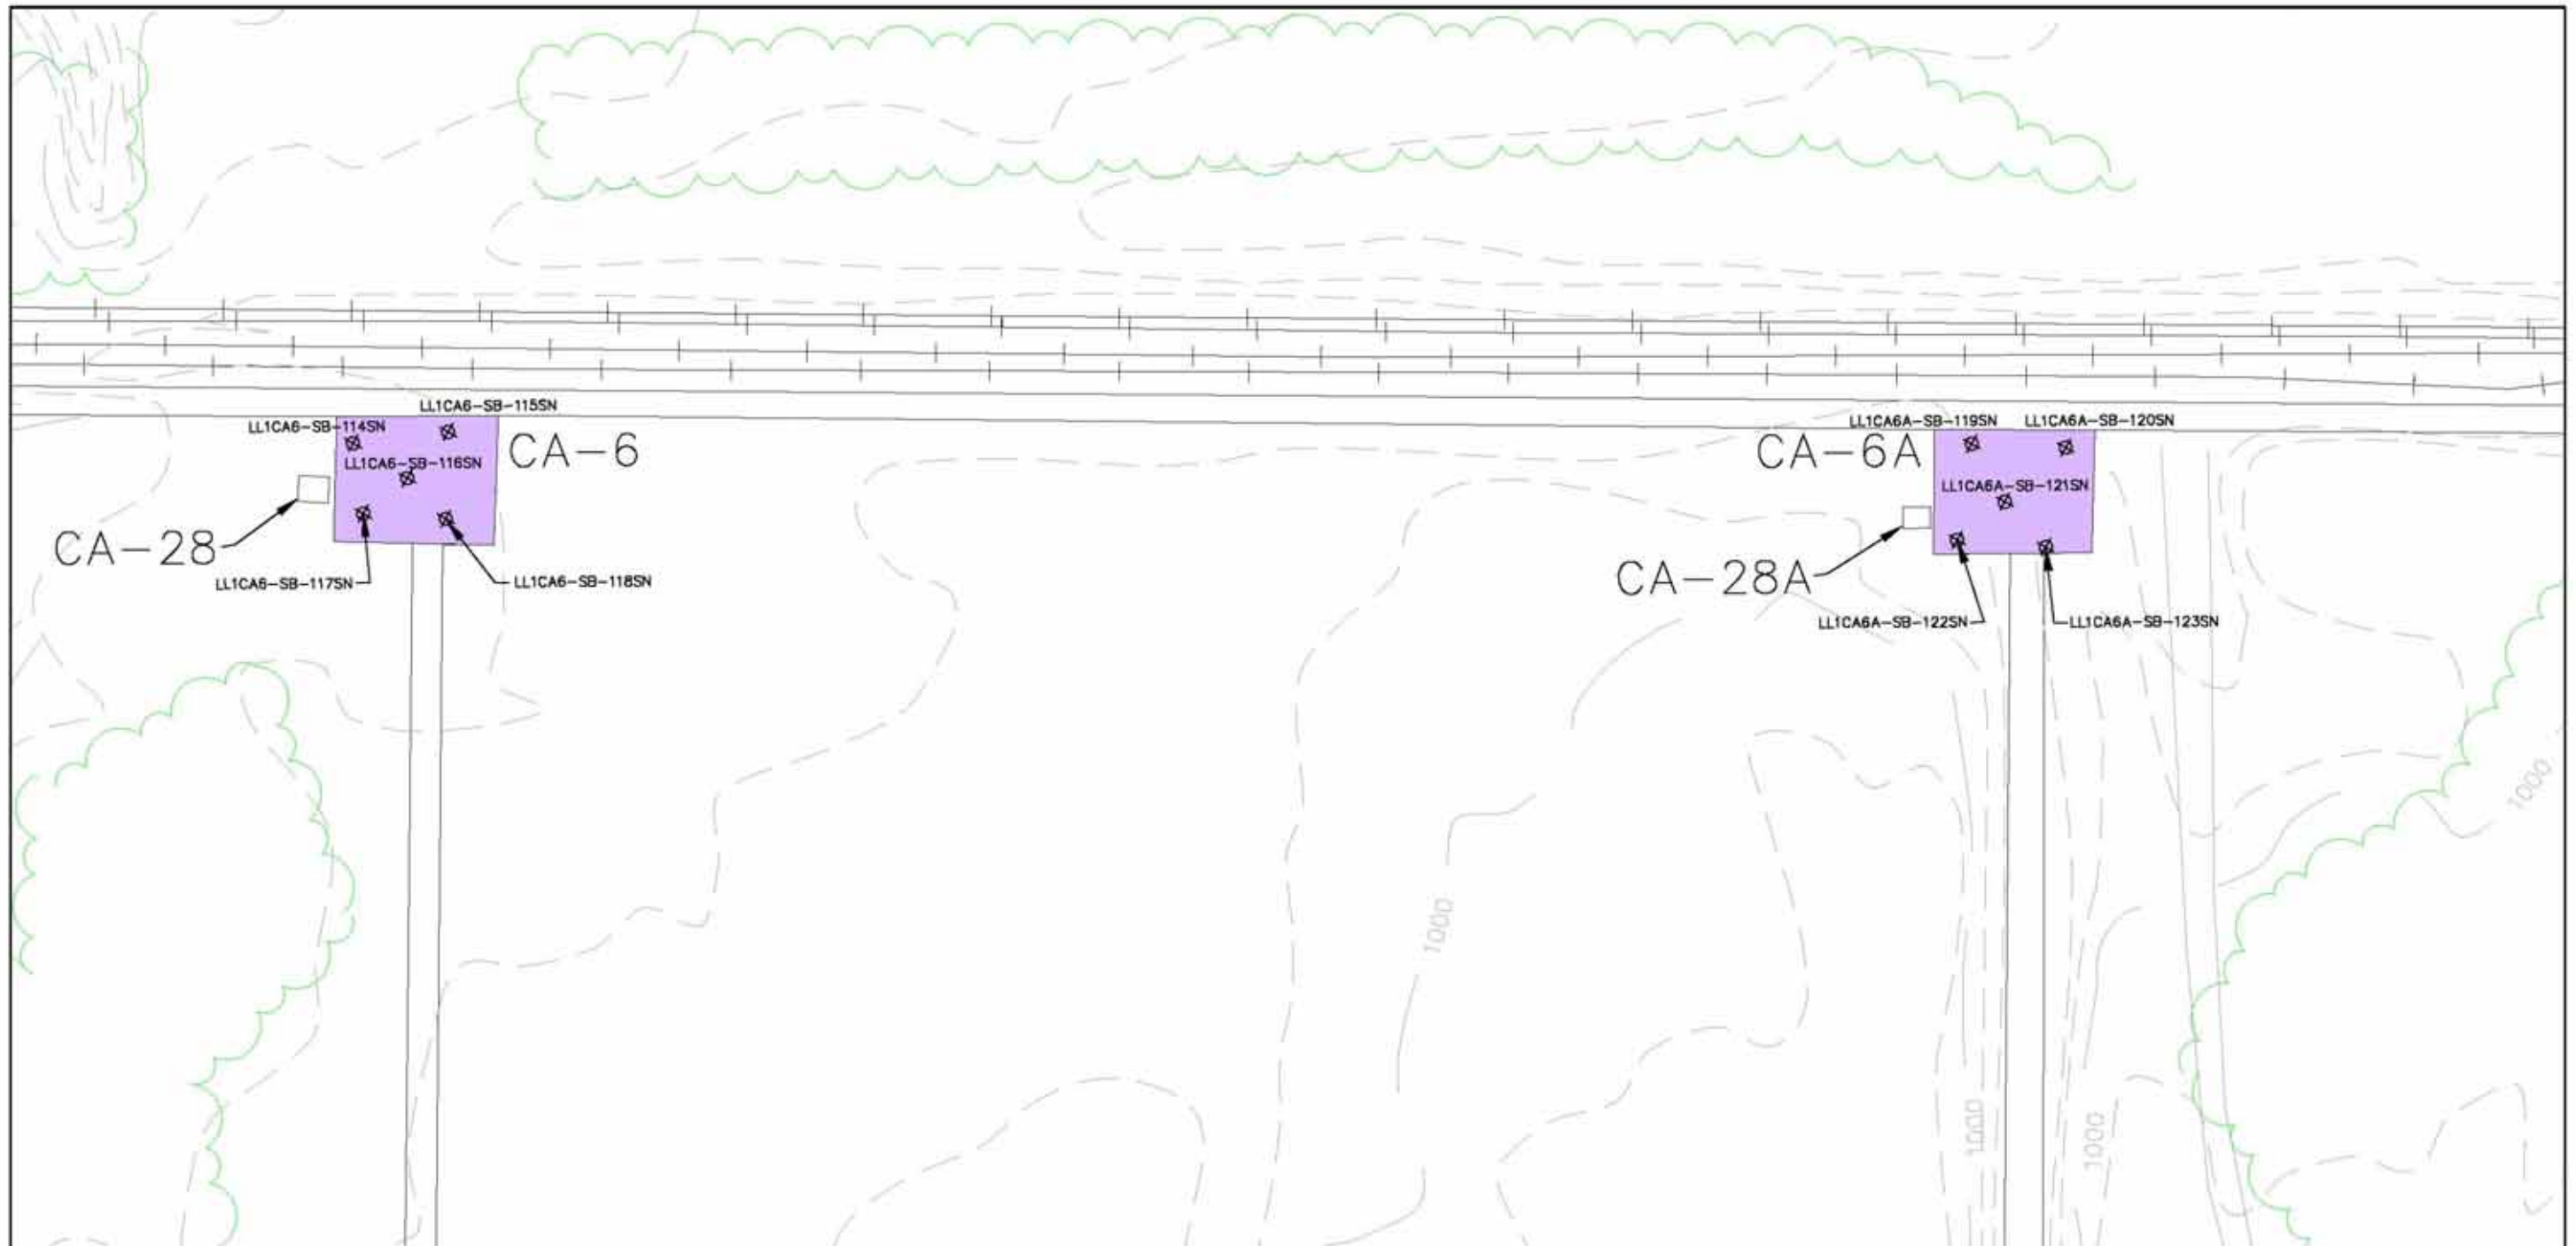 LL1CA6-SB-115SN
LL1CA6-SB-114SN
LL1CA6-SB-116SN
CA-6
CA-28
LL1CA6-SB-117SN
LL1CA6-SB-118SN
LL1CA6A-SB-119SN
LL1CA6A-SB-120SN
CA-6A
LL1CA6A-SB-121SN
CA-28A
LL1CA6A-SB-122SN
LL1CA6A-SB-123SN
1000
1000
1000
1000